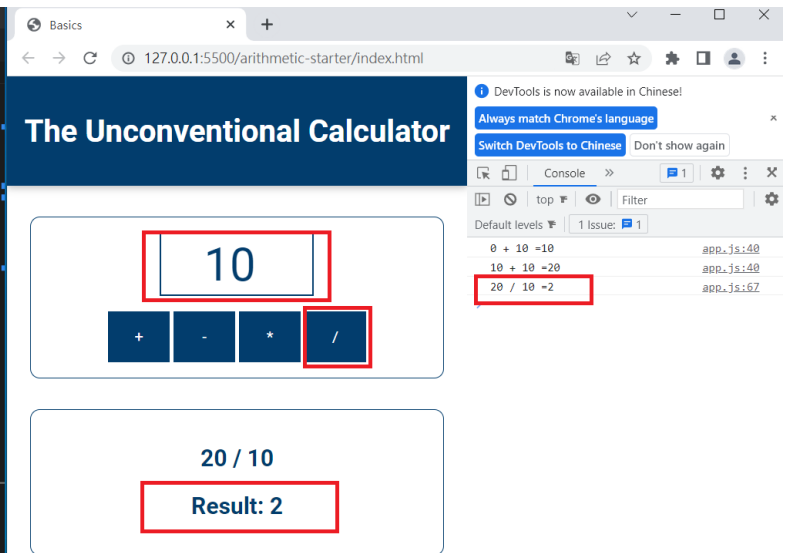 Basics
127.0.0.1:5500/arithmetic-starter/index.html
The Unconventional Calculator
10
+ - * /
20 / 10
Result: 2
DevTools is now available in Chinese!
Always match Chrome's language
Switch DevTools to Chinese Don't show again
Console 1
top Filter
Default levels 1 Issue: 1
0 + 10 =10 app.js:40
10 + 10 =20 app.js:40
20 / 10 =2 app.js:67